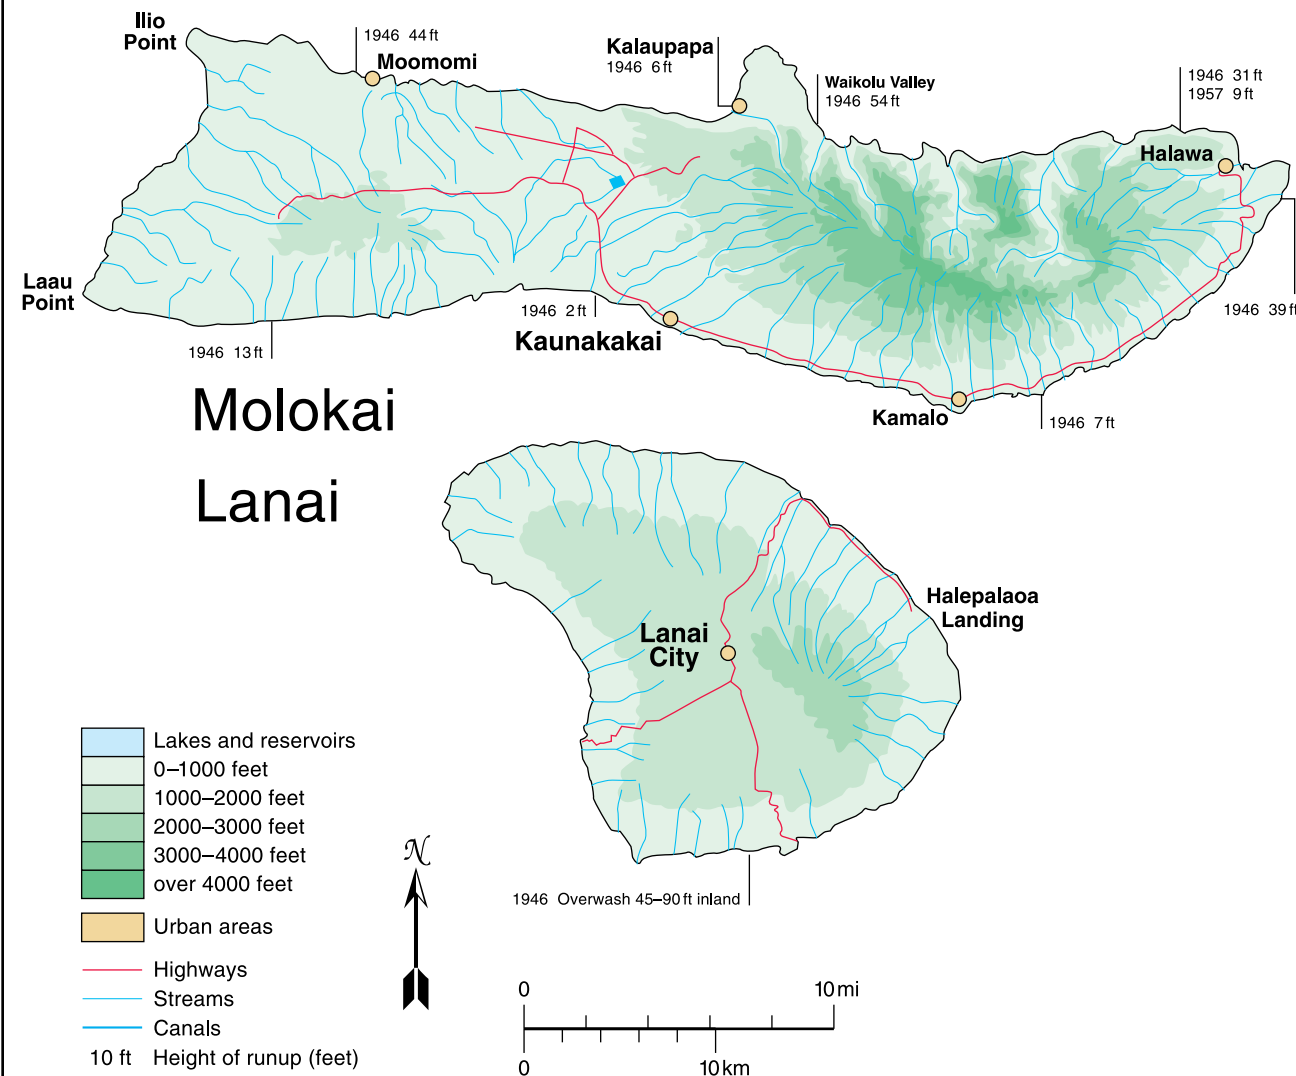 Ilio
Point
1946 44 ft
Moomomi
Kalaupapa
1946 6 ft
Waikolu Valley
1946 54 ft
1946 31 ft
1957 9 ft
Halawa
Laau
Point
1946 2 ft
Kaunakakai
1946 39 ft
1946 13 ft
Molokai
Kamalo
1946 7 ft
Lanai
Halepalaoa
Landing
Lanai
City
Lakes and reservoirs
0–1000 feet
1000–2000 feet
2000–3000 feet
3000–4000 feet
over 4000 feet
Urban areas
Highways
Streams
Canals
10 ft Height of runup (feet)
N
1946 Overwash 45–90 ft inland
0 10 mi
0 10 km